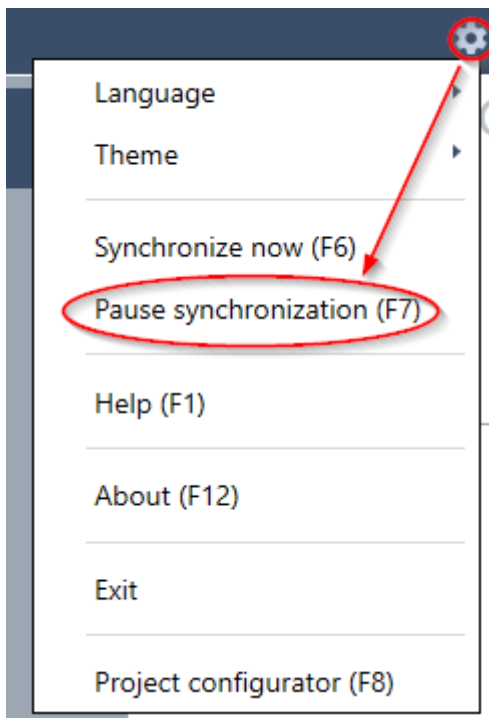 Language
Theme
Synchronize now (F6)
Pause synchronization (F7)
Help (F1)
About (F12)
Exit
Project configurator (F8)